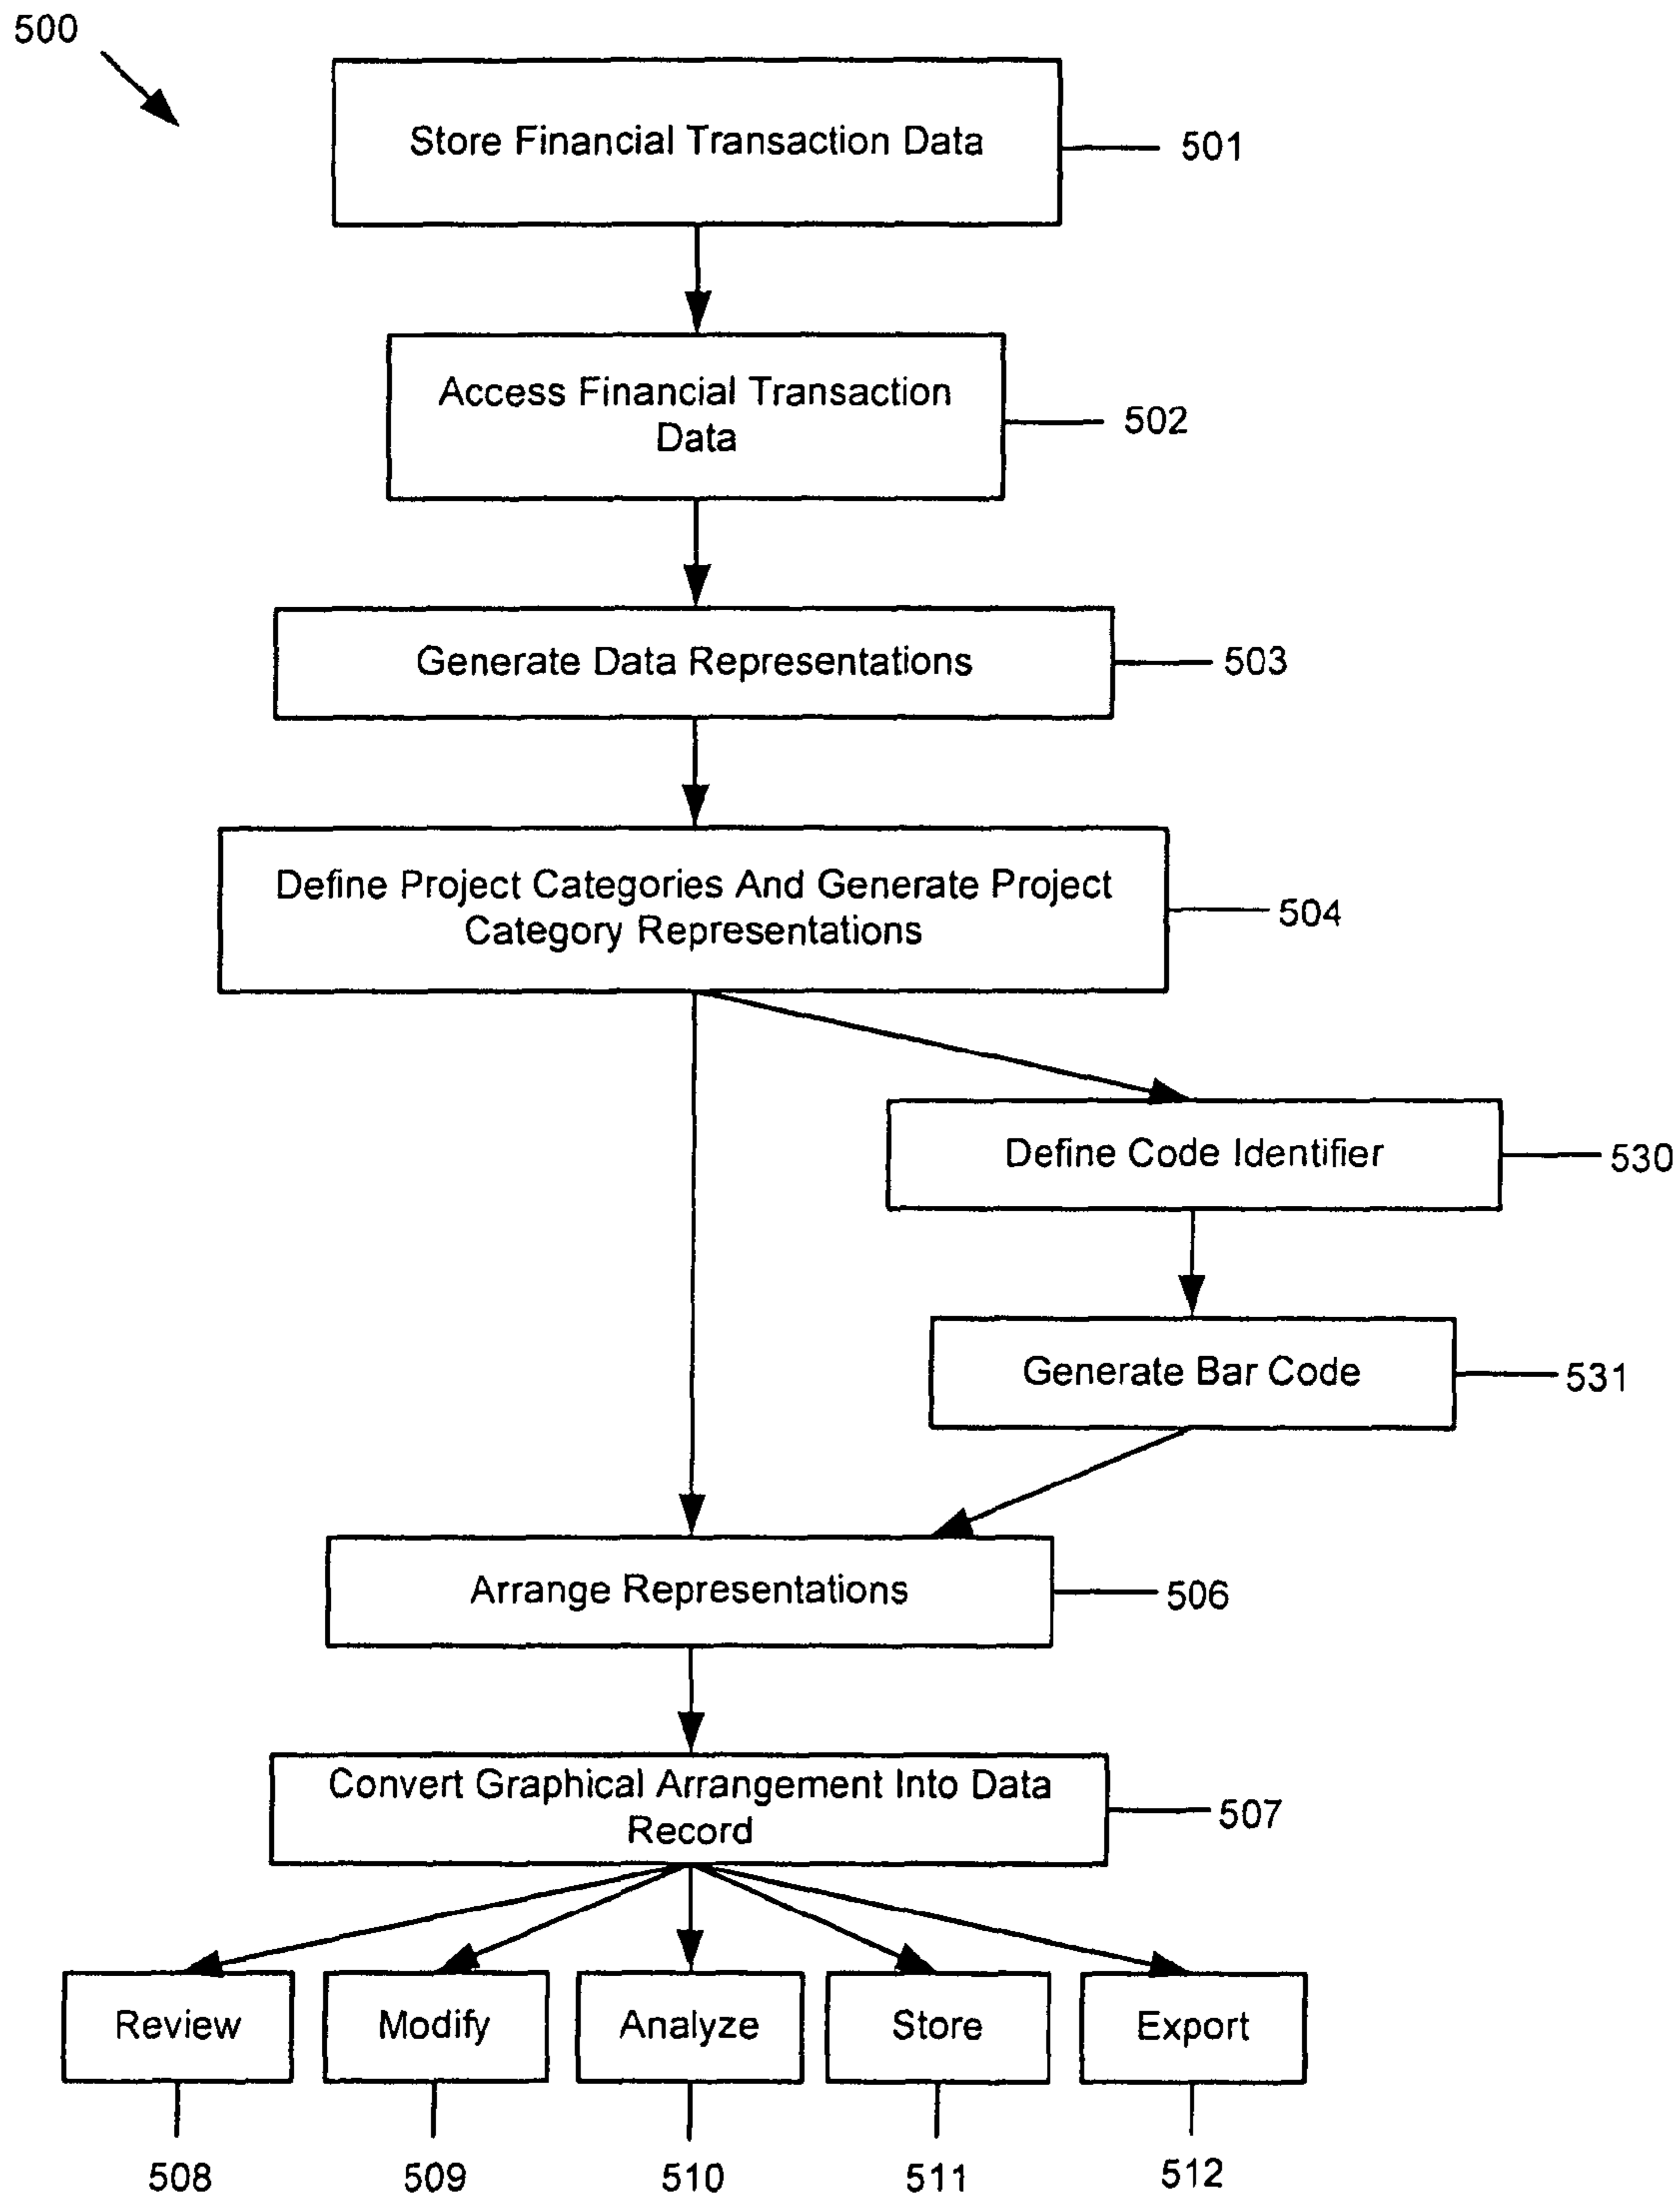 500
Store Financial Transaction Data
501
Access Financial Transaction
Data
502
Generate Data Representations
503
Define Project Categories And Generate Project
Category Representations
504
Define Code Identifier
530
Generate Bar Code
531
Arrange Representations
506
Convert Graphical Arrangement Into Data
Record
507
Review
Modify
Analyze
Store
Export
508
509
510
511
512